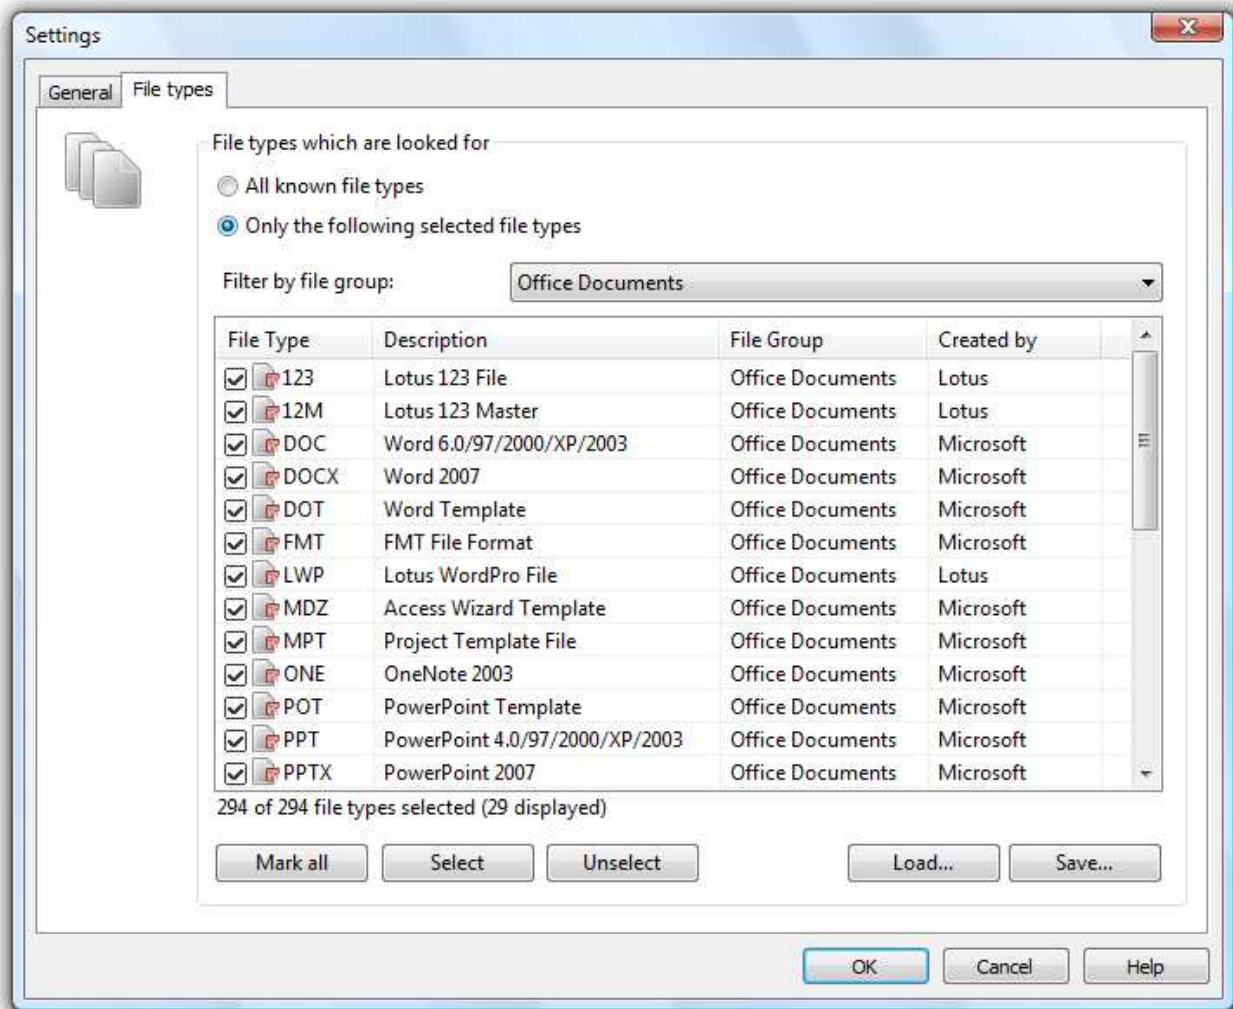 Settings
General File types
File types which are looked for
All known file types
Only the following selected file types
Filter by file group: Office Documents
File Type Description File Group Created by
123 Lotus 123 File Office Documents Lotus
12M Lotus 123 Master Office Documents Lotus
DOC Word 6.0/97/2000/XP/2003 Office Documents Microsoft
DOCX Word 2007 Office Documents Microsoft
DOT Word Template Office Documents Microsoft
FMT FMT File Format Office Documents Microsoft
LWP Lotus WordPro File Office Documents Lotus
MDZ Access Wizard Template Office Documents Microsoft
MPT Project Template File Office Documents Microsoft
ONE OneNote 2003 Office Documents Microsoft
POT PowerPoint Template Office Documents Microsoft
PPT PowerPoint 4.0/97/2000/XP/2003 Office Documents Microsoft
PPTX PowerPoint 2007 Office Documents Microsoft
294 of 294 file types selected (29 displayed)
Mark all Select Unselect Load... Save...
OK Cancel Help